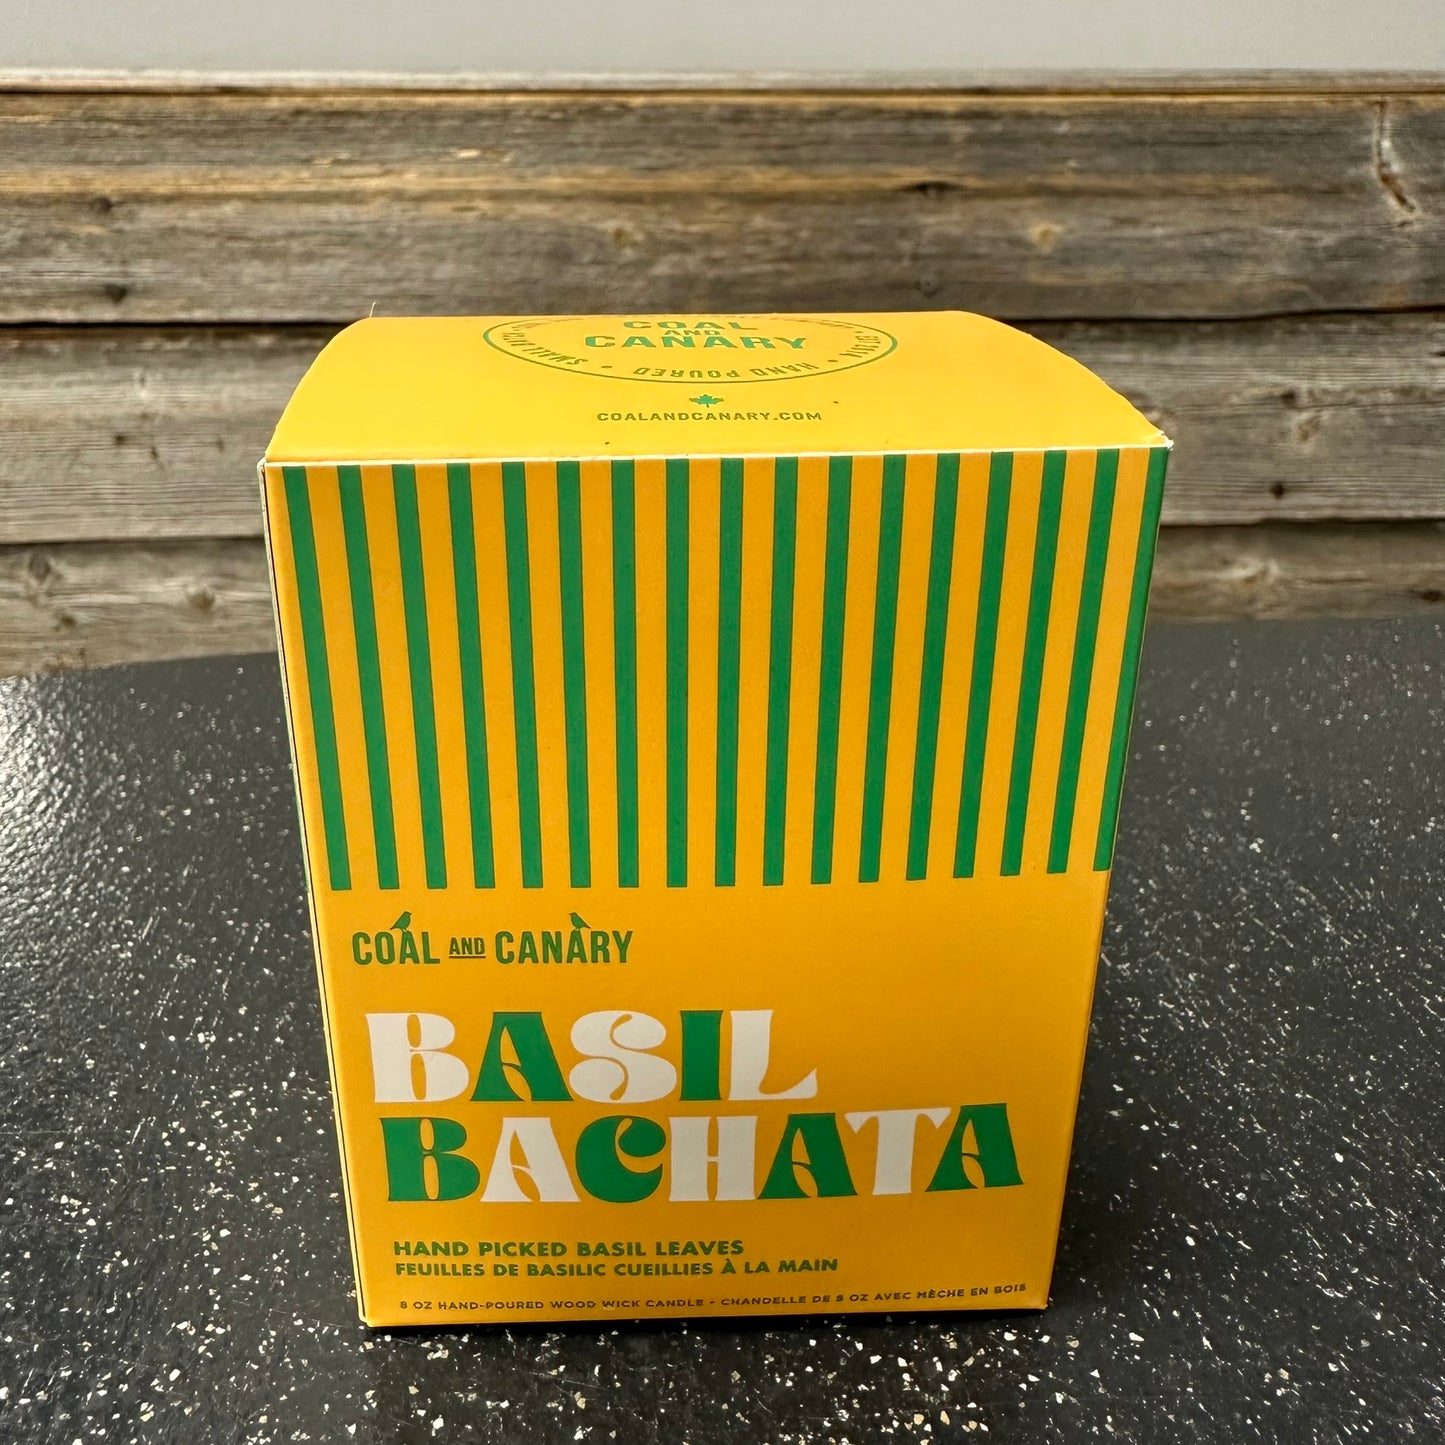 COAL
AND
CANARY
HAND POURED
COALANDCANARY.COM
COAL AND CANARY
BASIL
BACHATA
HAND PICKED BASIL LEAVES
FEUILLES DE BASILIC CUEILLIES À LA MAIN
8 OZ HAND-POURED WOOD WICK CANDLE - CHANDELLE DE 8 OZ AVEC MÈCHE EN BOIS